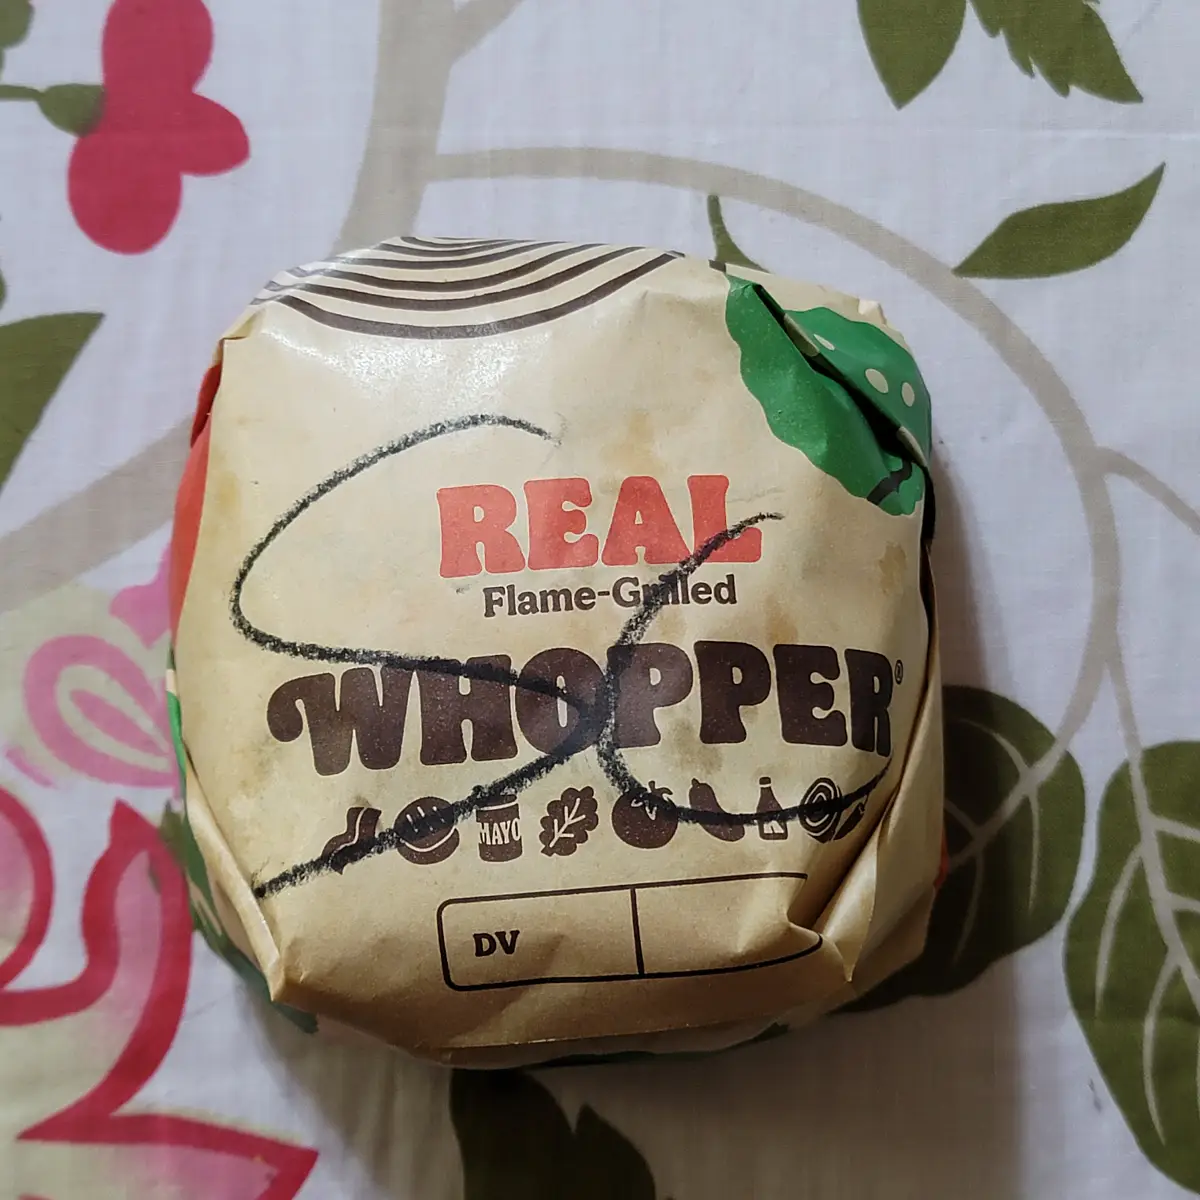 REAL
Flame-Grilled
WHOPPER®
MAYO
K
DV